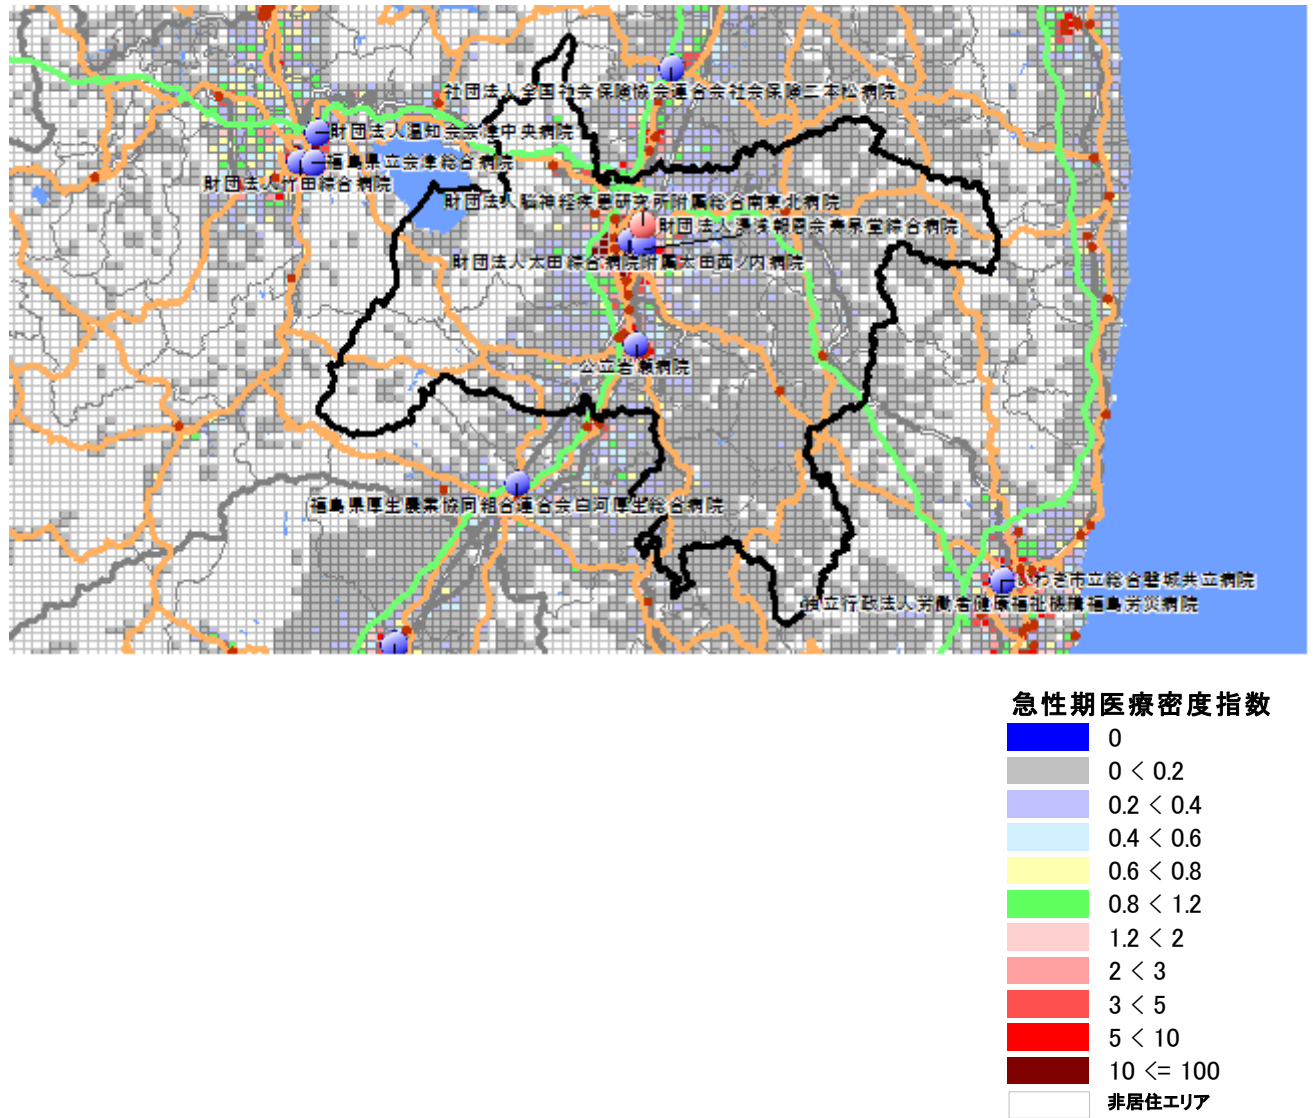 社団法人全国社会保険協会連合会社会保険二本松病院
財団法人温知会会津中央病院
福島県立会津総合病院
財団法人竹田綜合病院
財団法人脳神経疾患研究所附属総合南東北病院
財団法人湯浅報恩会寿泉堂綜合病院
財団法人太田綜合病院附属太田西ノ内病院
公立岩瀬病院
福島県厚生農業協同組合連合会白河厚生総合病院
いわき市立総合磐城共立病院
独立行政法人労働者健康福祉機構福島労災病院
急性期医療密度指数
0
0 < 0.2
0.2 < 0.4
0.4 < 0.6
0.6 < 0.8
0.8 < 1.2
1.2 < 2
2 < 3
3 < 5
5 < 10
10 <= 100
非居住エリア